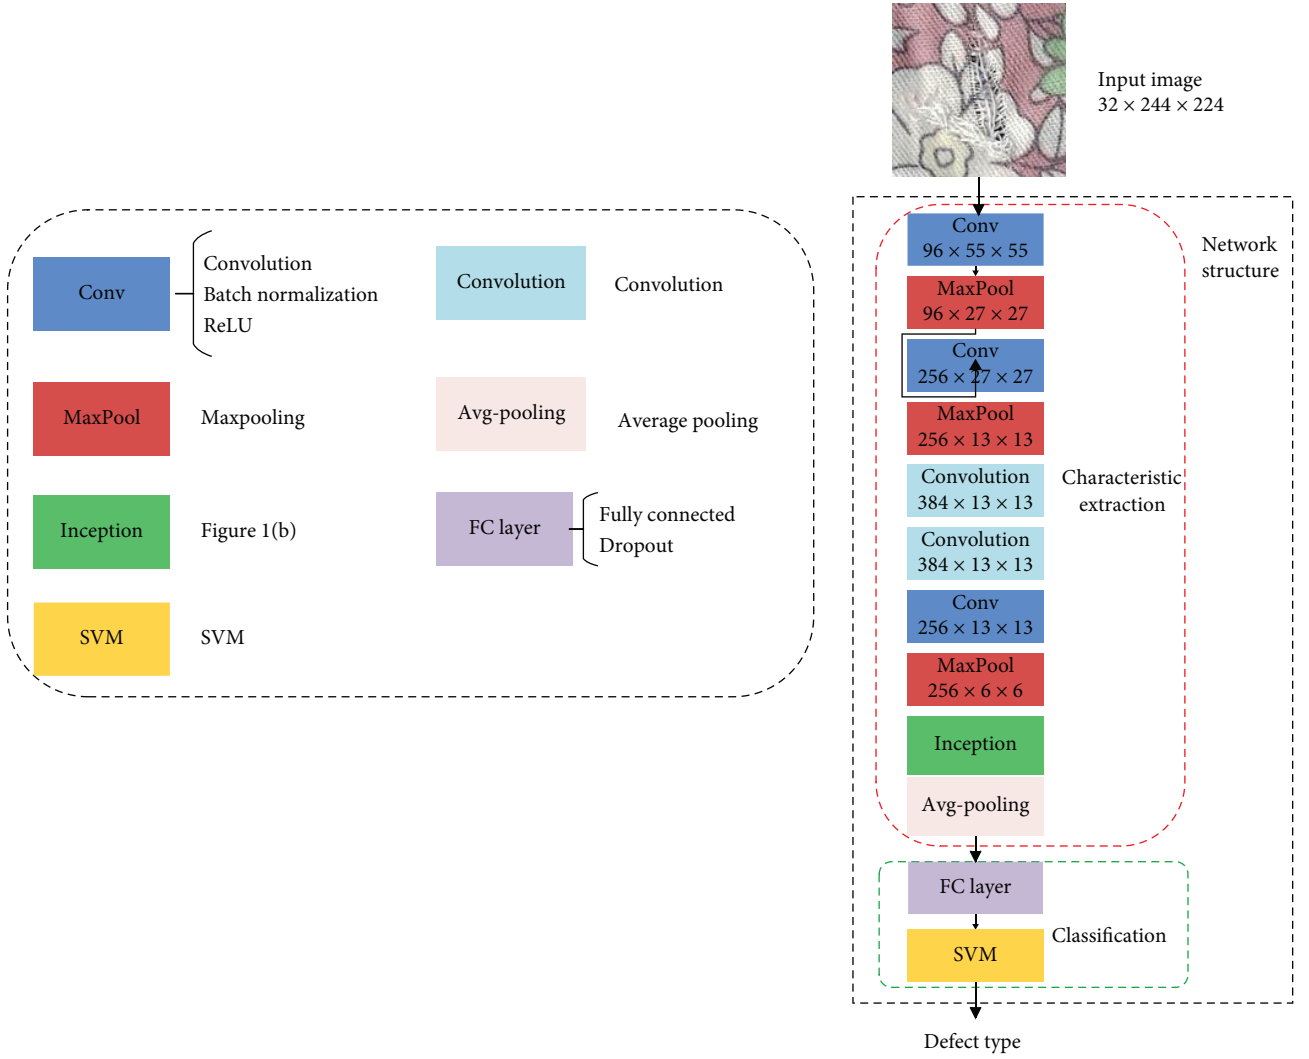 Input image
32 × 244 × 224
Network
structure
Conv
96 × 55 × 55
MaxPool
96 × 27 × 27
Conv
256 × 27 × 27
MaxPool
256 × 13 × 13
Convolution
384 × 13 × 13
Convolution
384 × 13 × 13
Conv
256 × 13 × 13
MaxPool
256 × 6 × 6
Inception
Avg-pooling
Characteristic
extraction
FC layer
SVM
Classification
Defect type
Conv
Convolution
Batch normalization
ReLU
MaxPool
Maxpooling
Inception
Figure 1(b)
SVM
SVM
Convolution
Convolution
Avg-pooling
Average pooling
FC layer
Fully connected
Dropout